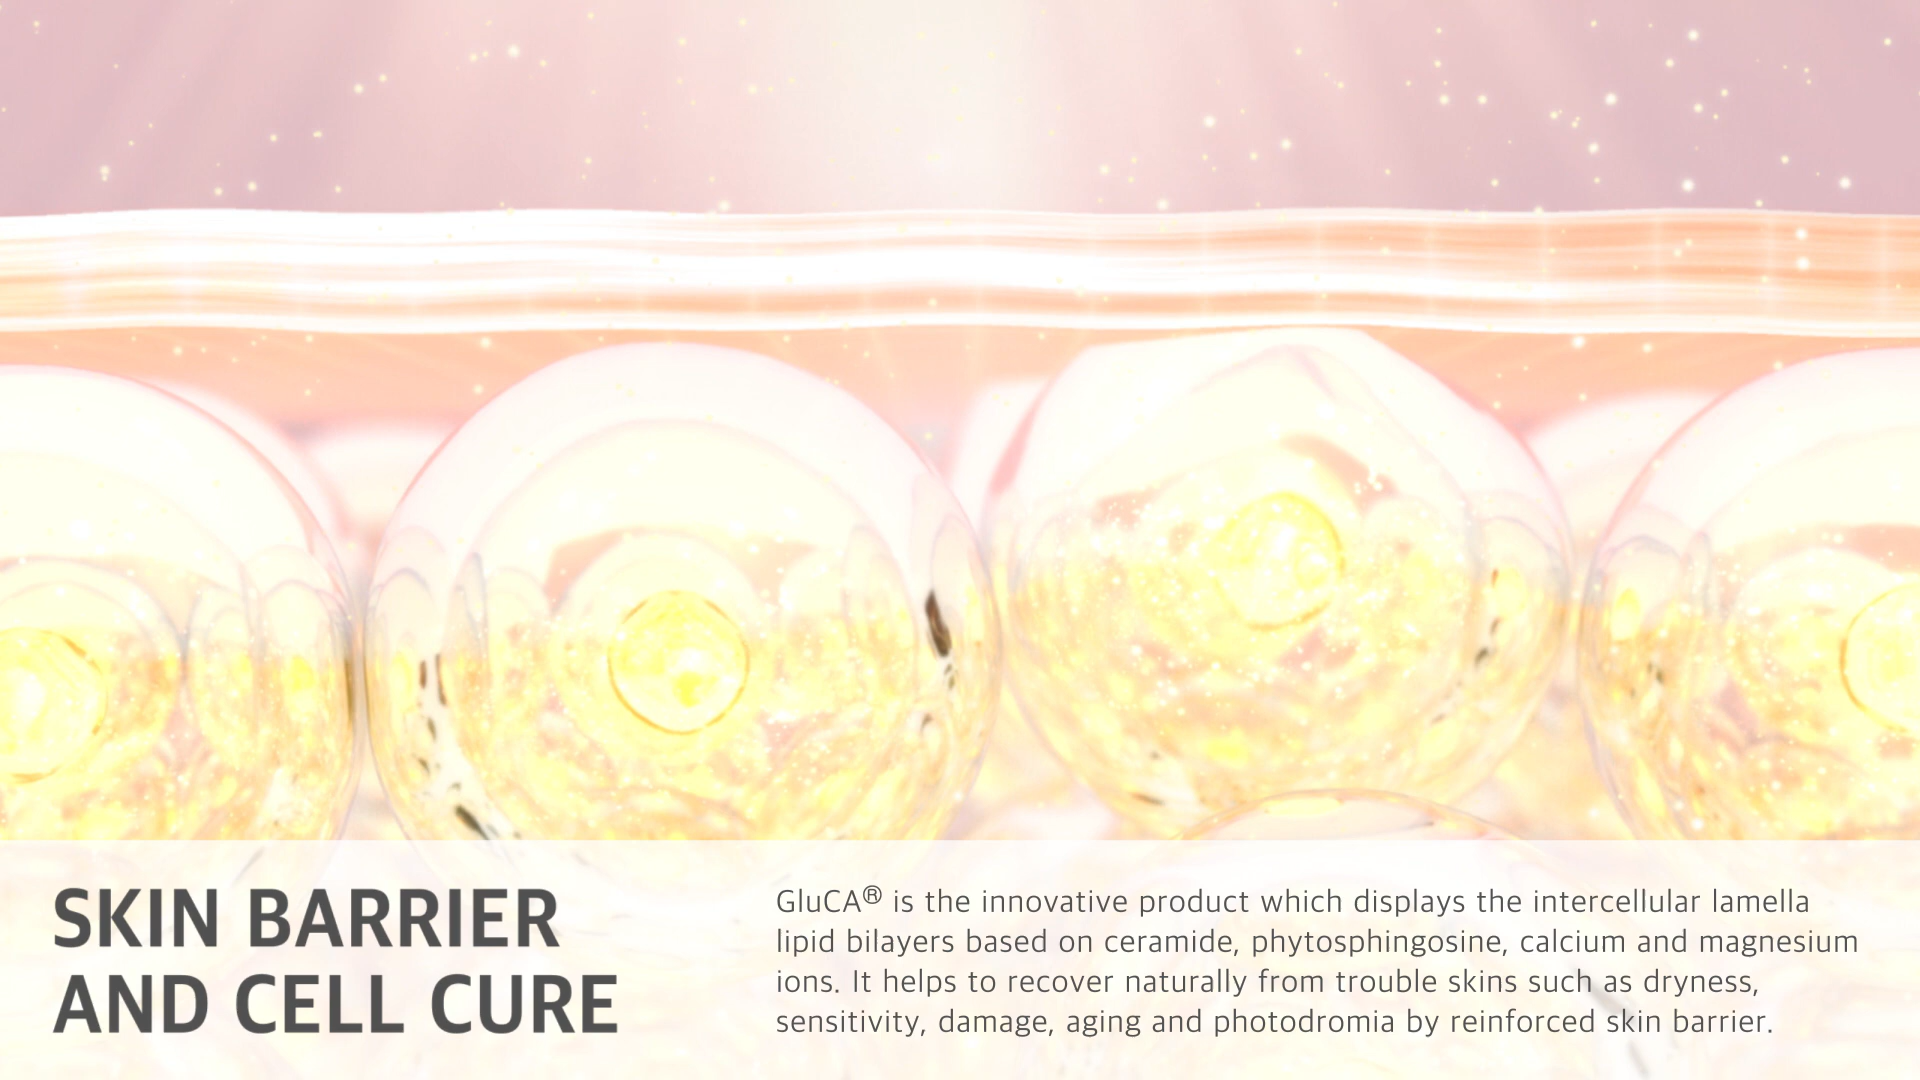 SKIN BARRIER
AND CELL CURE
GluCA® is the innovative product which displays the intercellular lamella
lipid bilayers based on ceramide, phytosphingosine, calcium and magnesium
ions. It helps to recover naturally from trouble skins such as dryness,
sensitivity, damage, aging and photodromia by reinforced skin barrier.